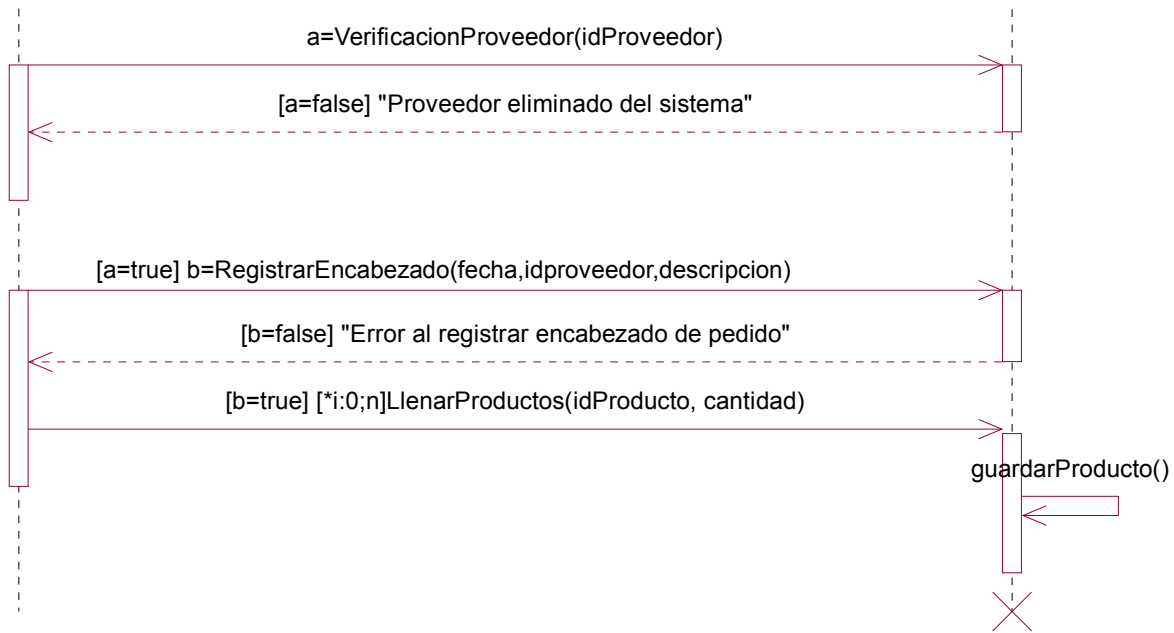 a=VerificacionProveedor(idProveedor)
[a=false] "Proveedor eliminado del sistema"
[a=true] b=RegistrarEncabezado(fecha,idproveedor,descripcion)
[b=false] "Error al registrar encabezado de pedido"
[b=true] [*i:0;n]LlenarProductos(idProducto, cantidad)
guardarProducto()